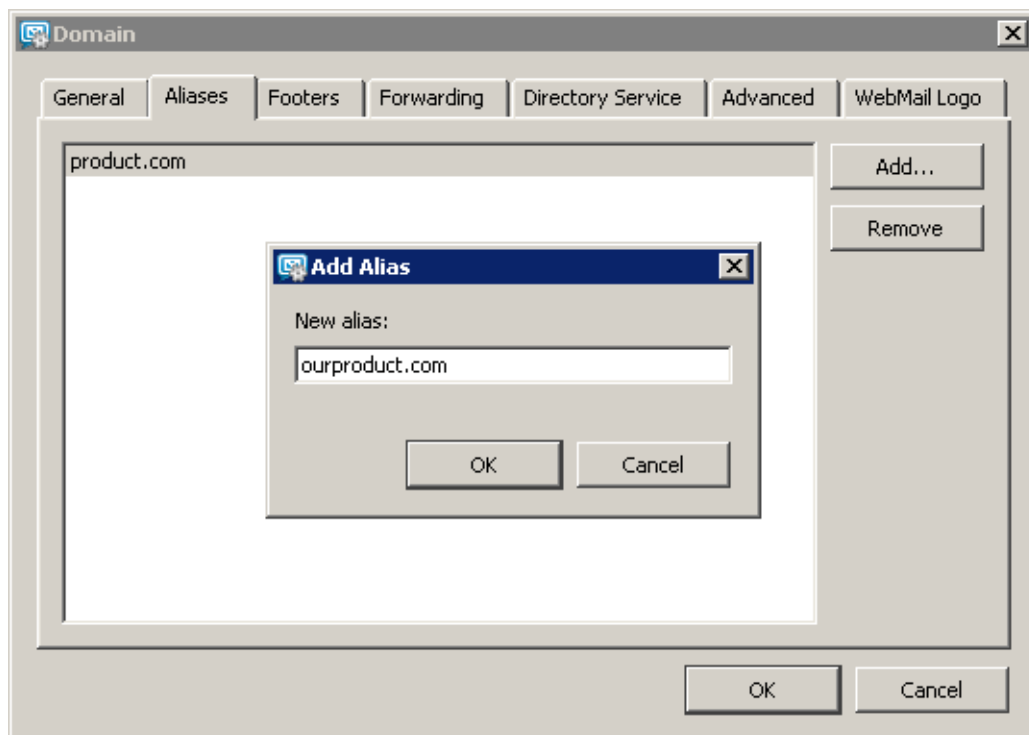 Domain
General Aliases Footers Forwarding Directory Service Advanced WebMail Logo
product.com
Add...
Remove
Add Alias
New alias:
ourproduct.com
OK Cancel
OK Cancel